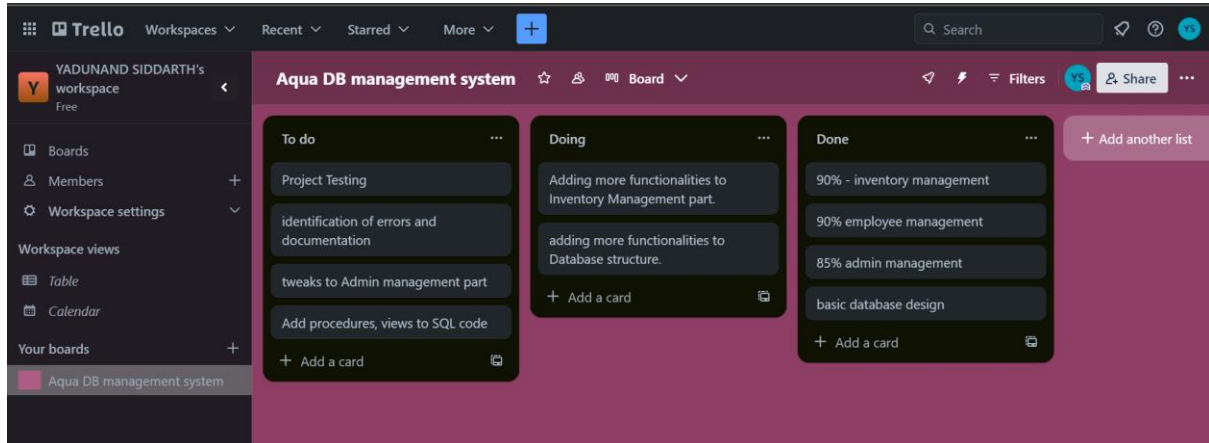 Trello
Workspaces
Recent
Starred
More
+
Search
YS
Y
YADUNAND SIDDARTH's
workspace
Free
Boards
Members
+
Workspace settings
Workspace views
Table
Calendar
Your boards
+
Aqua DB management system
Aqua DB management system
Board
Filters
YS
Share
...
To do
...
Project Testing
identification of errors and
documentation
tweaks to Admin management part
Add procedures, views to SQL code
+ Add a card
Doing
...
Adding more functionalities to
Inventory Management part.
adding more functionalities to
Database structure.
+ Add a card
Done
...
90% - inventory management
90% employee management
85% admin management
basic database design
+ Add a card
+ Add another list